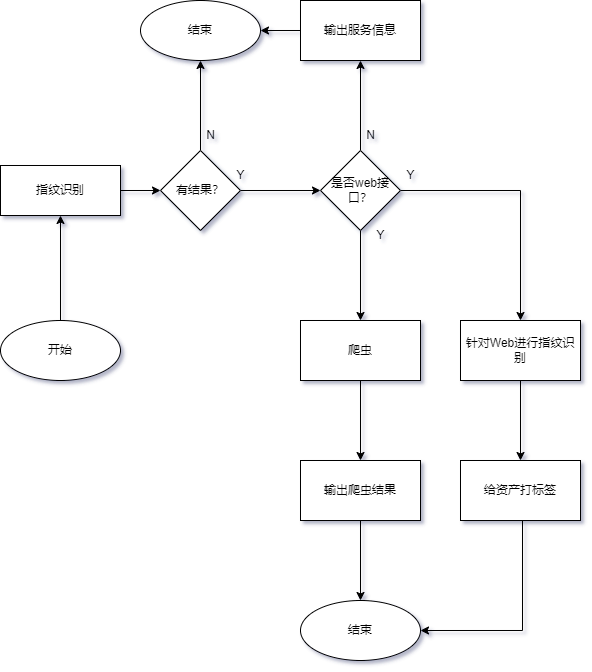 结束
输出服务信息
N
N
指纹识别
有结果?
Y
是否web接
口?
Y
Y
开始
爬虫
针对Web进行指纹识
别
输出爬虫结果
给资产打标签
结束